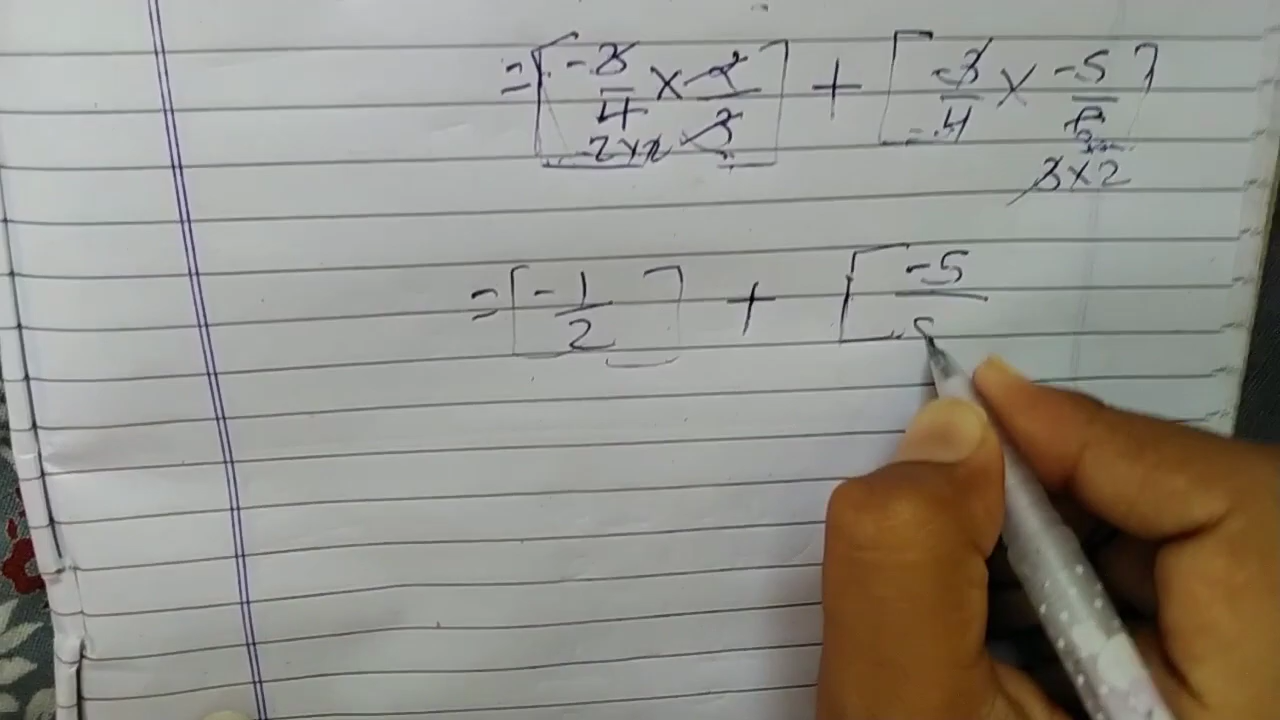 = [ -3/4 × 2/3 ] + [ -3/4 × -5/6 ]
2×2 3×2
= [ -1/2 ] + [ -5/